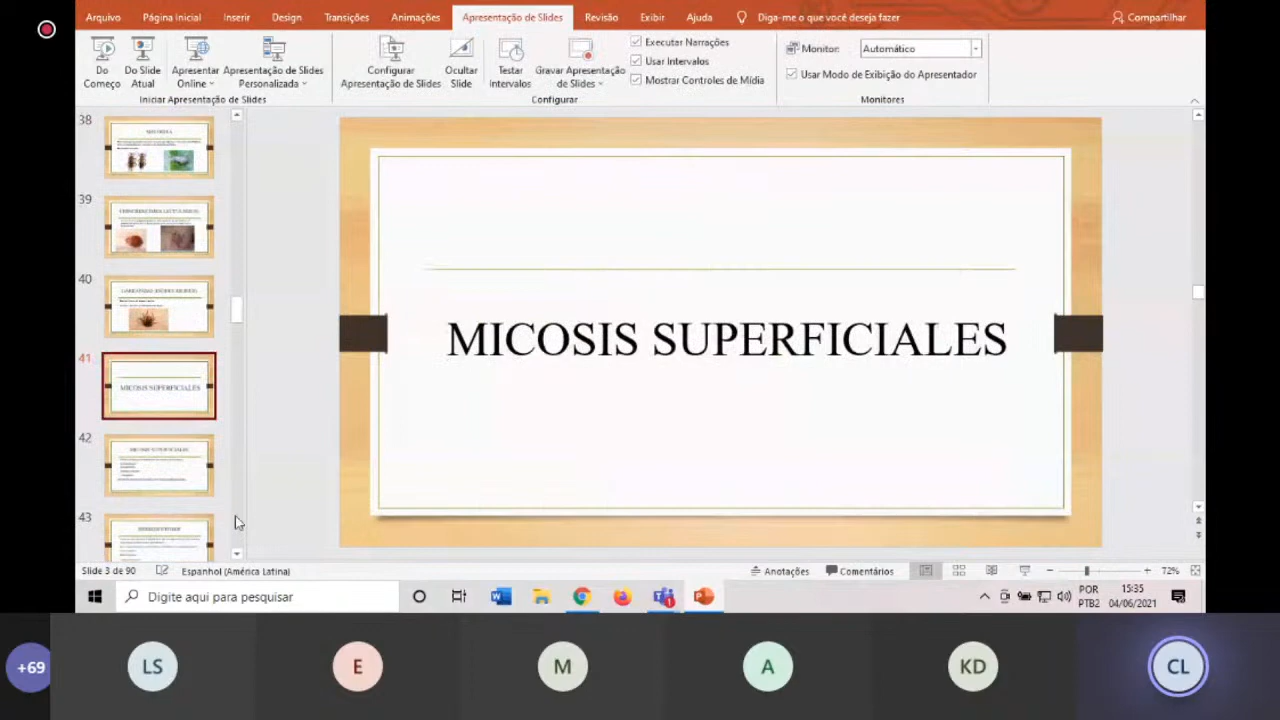 Arquivo Página Inicial Inserir Design Transições Animações Apresentação de Slides Revisão Exibir Ajuda Diga-me o que você deseja fazer Compartilhar
Do Começo
Do Slide Atual
Apresentar Online
Apresentação de Slides Personalizada
Iniciar Apresentação de Slides
Configurar Apresentação de Slides
Ocultar Slide
Testar Intervalos
Gravar Apresentação de Slides
Executar Narrações
Usar Intervalos
Mostrar Controles de Mídia
Configurar
Monitor: Automático
Usar Modo de Exibição do Apresentador
Monitores
38
39
40
41
MICOSIS SUPERFICIALES
42
MICOSIS SUPERFICIALES
43
MICOSIS SUPERFICIALES
Slide 3 de 90 Espanhol (América Latina) Anotações Comentários 72%
Digite aqui para pesquisar
POR
PTB2
15:35
04/06/2021
+69 LS E M A KD CL